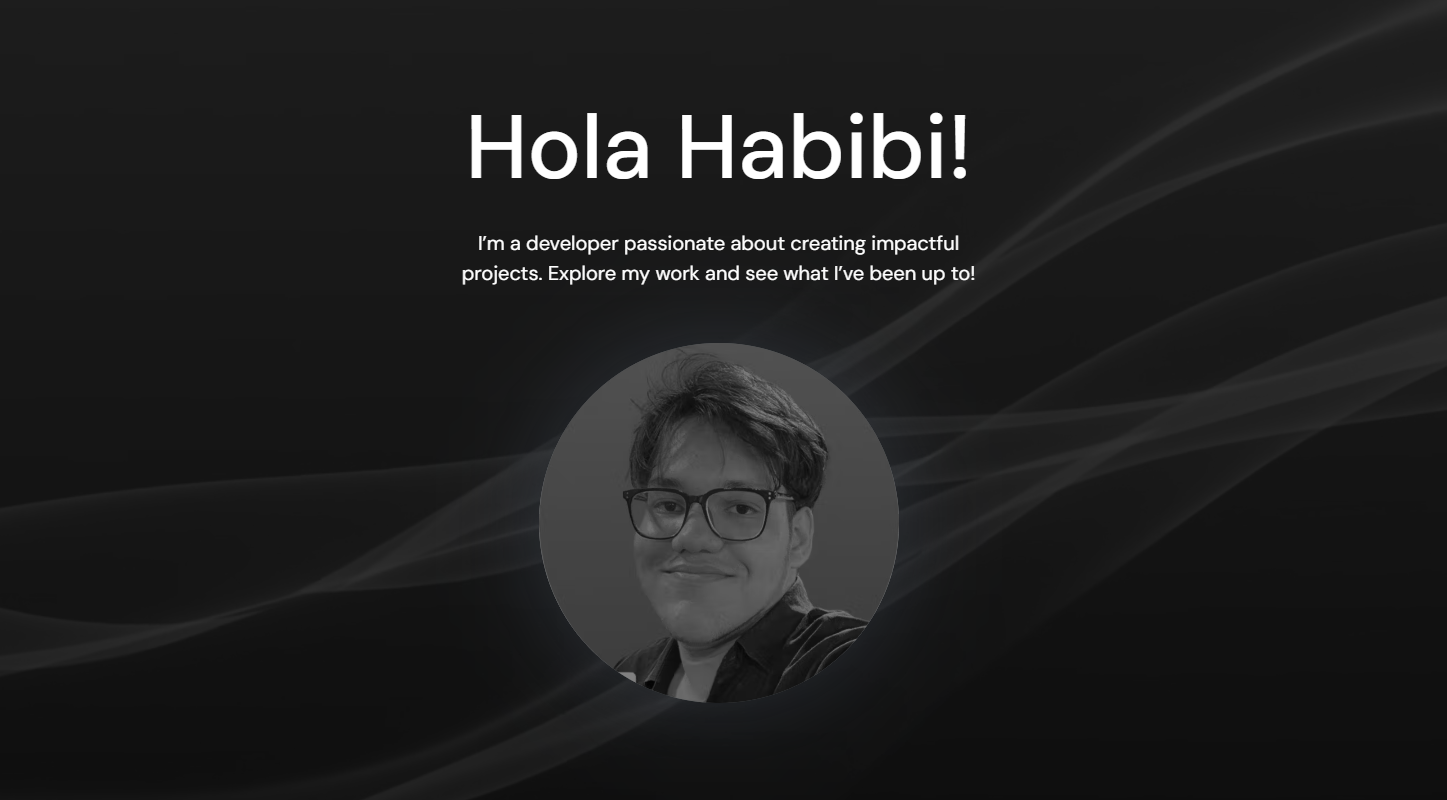 Hola Habibi!
I’m a developer passionate about creating impactful
projects. Explore my work and see what I’ve been up to!